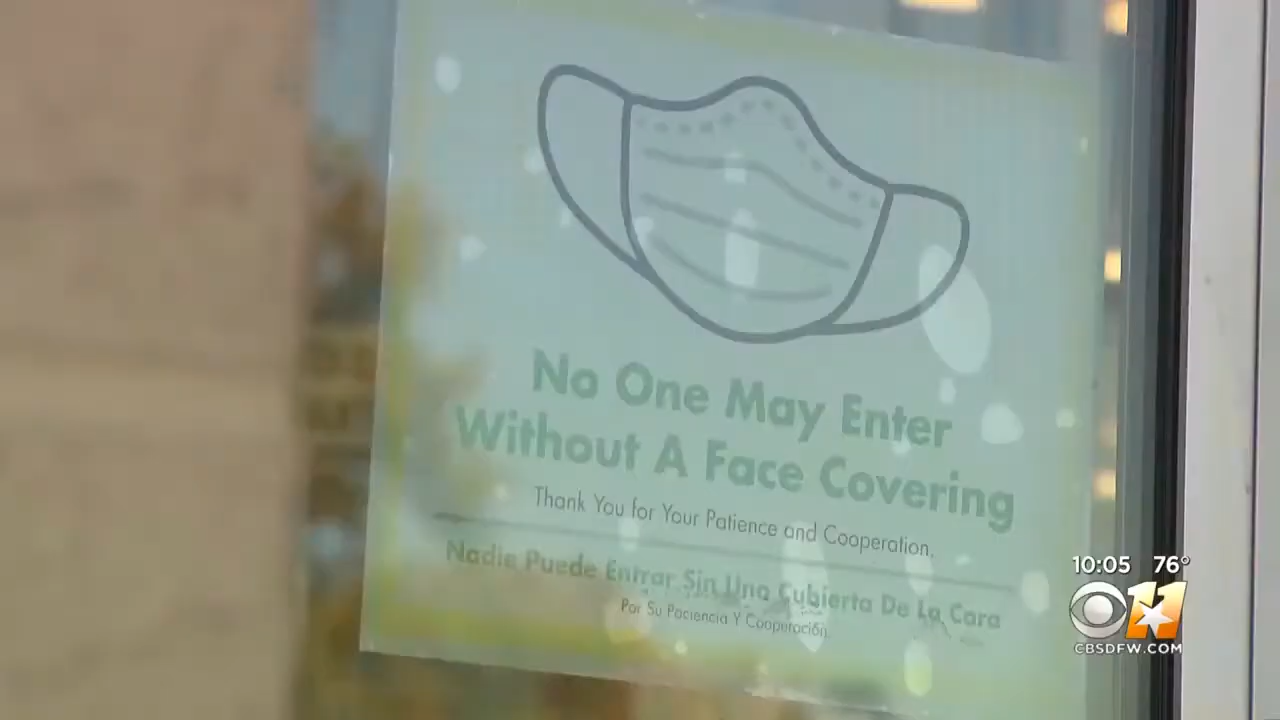 No One May Enter
Without A Face Covering
Thank You for Your Patience and Cooperation.
Nadie Puede Entrar Sin Una Cubierta De La Cara
Por Su Paciencia Y Cooperación.
10:05 76°
11
CBSDFW.COM